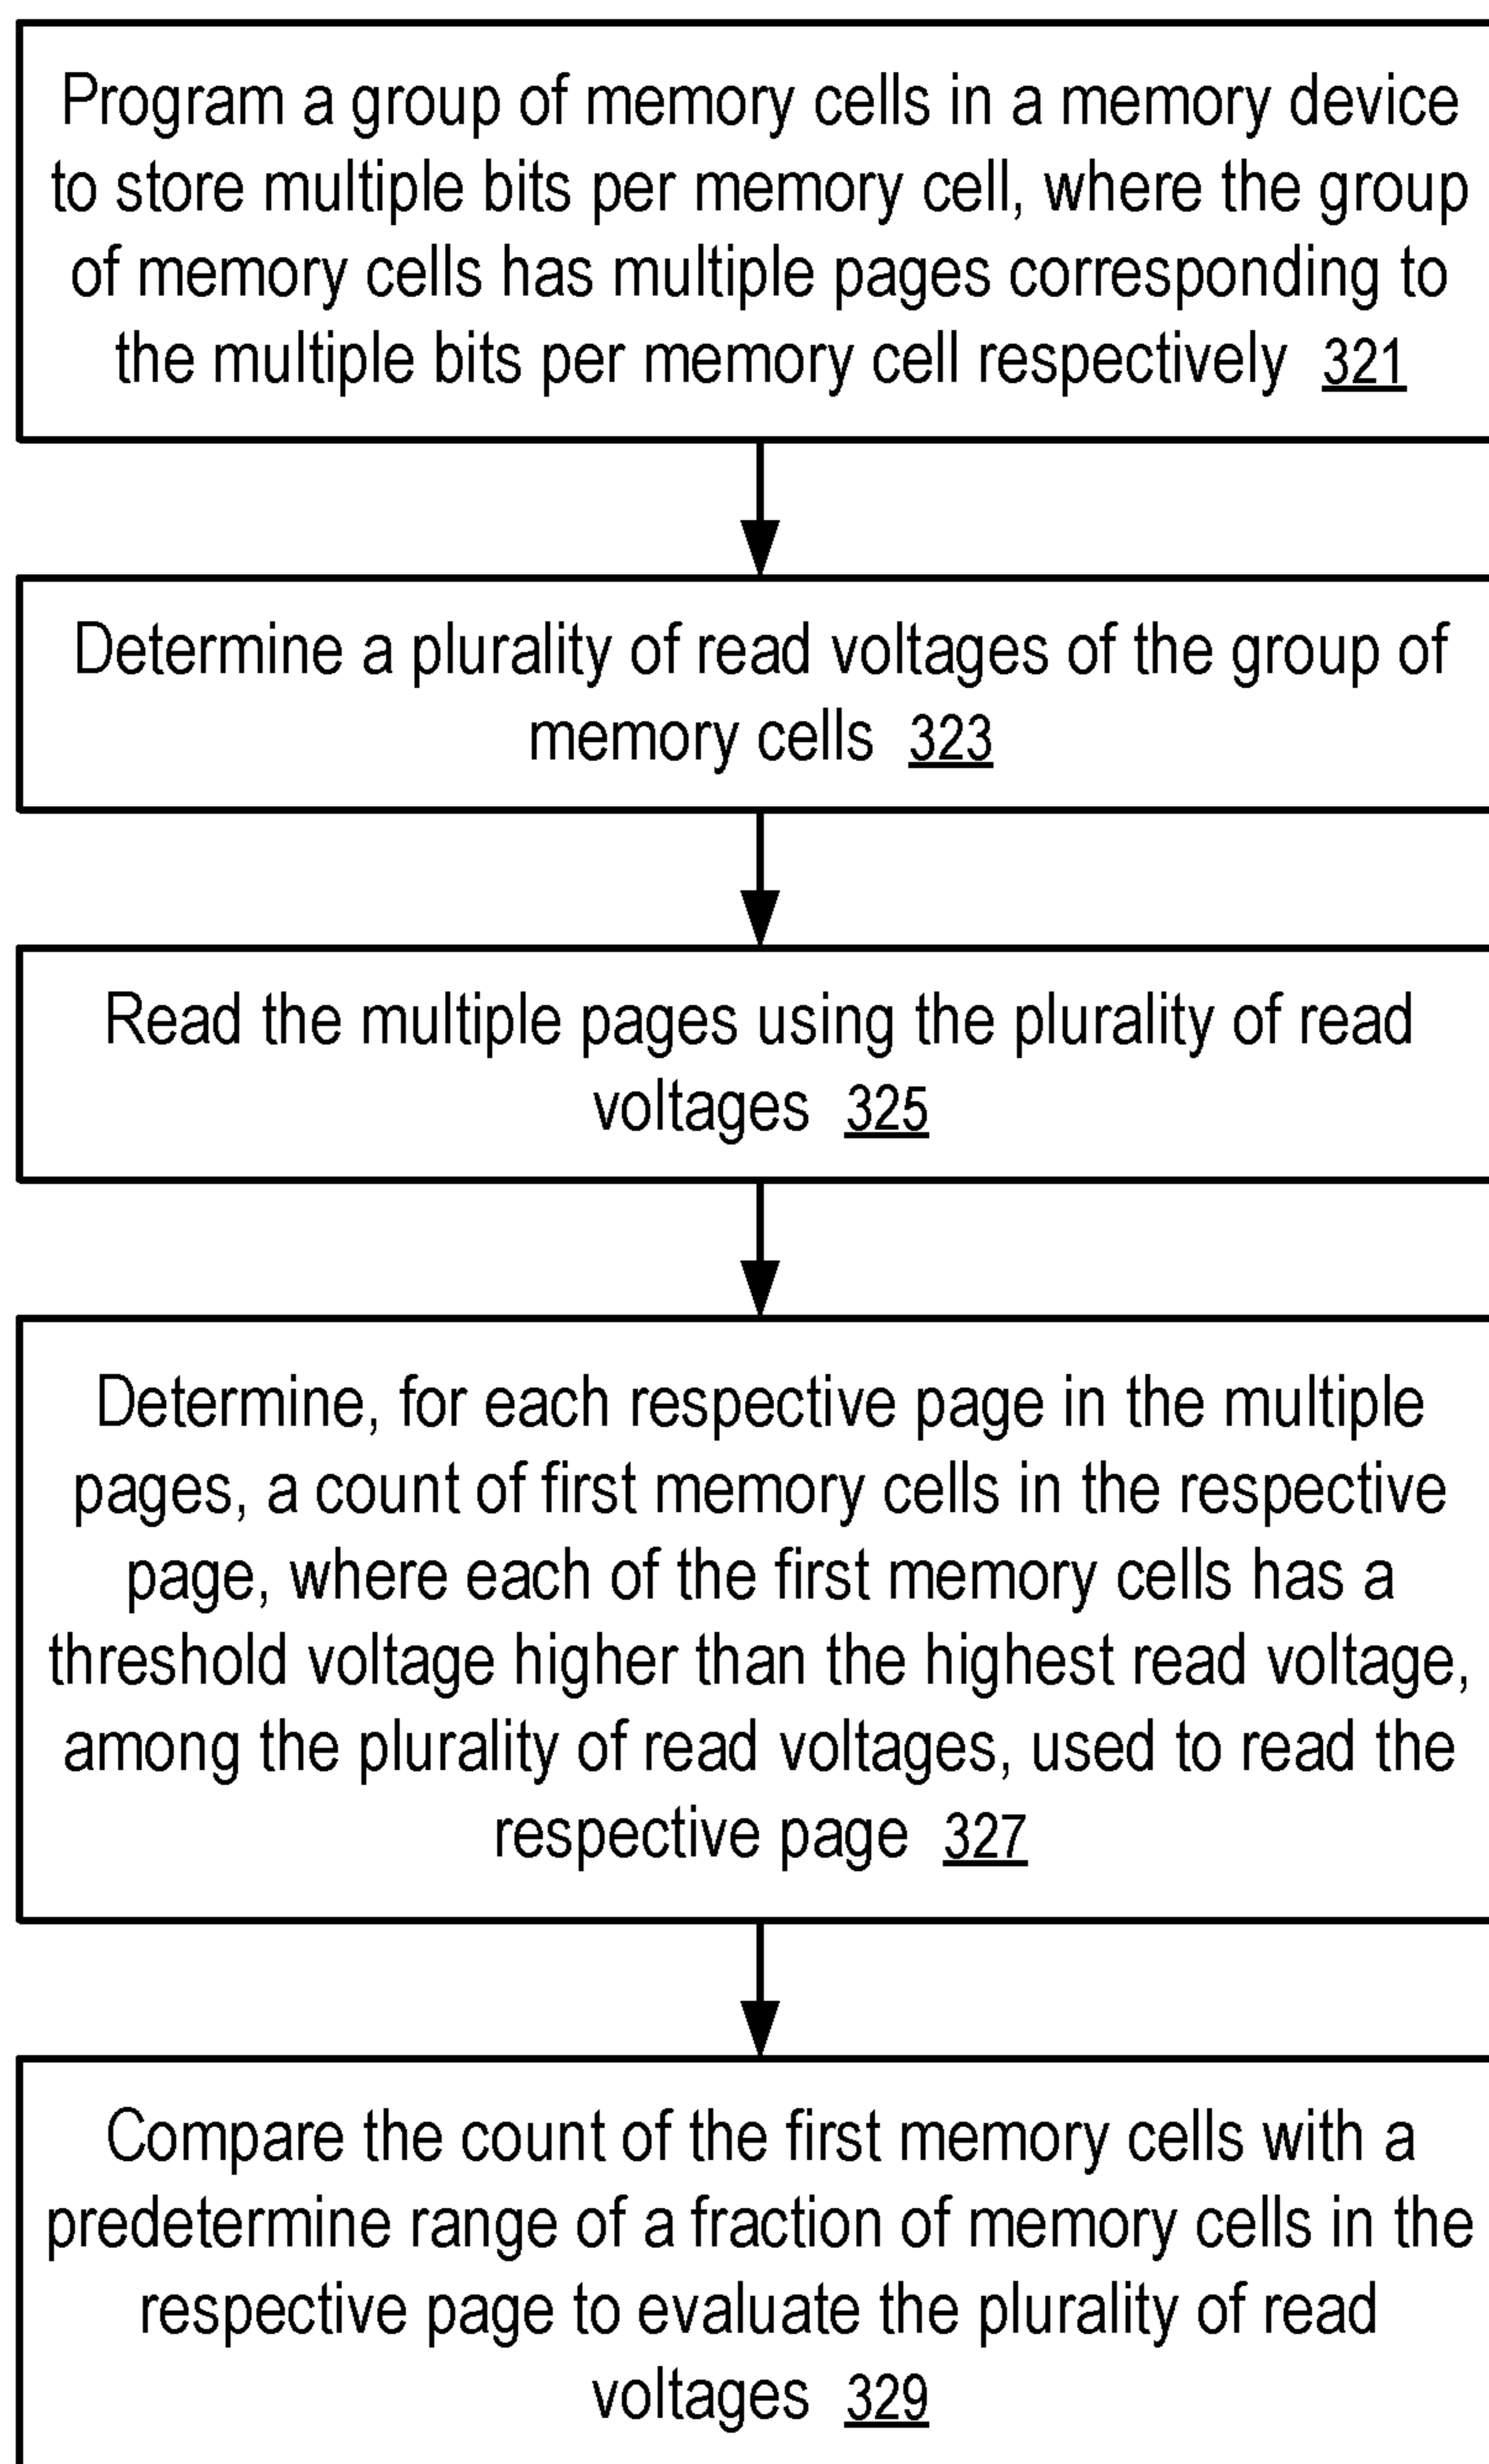 Program a group of memory cells in a memory device
to store multiple bits per memory cell, where the group
of memory cells has multiple pages corresponding to
the multiple bits per memory cell respectively 321
Determine a plurality of read voltages of the group of
memory cells 323
Read the multiple pages using the plurality of read
voltages 325
Determine, for each respective page in the multiple
pages, a count of first memory cells in the respective
page, where each of the first memory cells has a
threshold voltage higher than the highest read voltage,
among the plurality of read voltages, used to read the
respective page 327
Compare the count of the first memory cells with a
predetermine range of a fraction of memory cells in the
respective page to evaluate the plurality of read
voltages 329